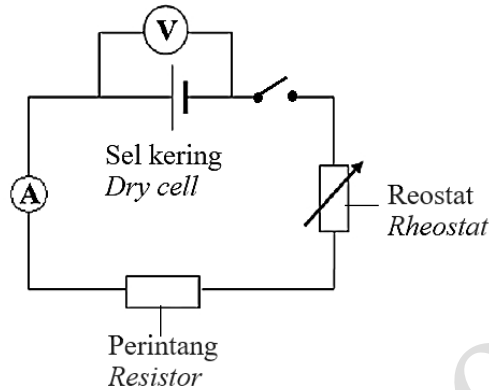 V
Sel kering
Dry cell
A
Reostat
Rheostat
Perintang
Resistor